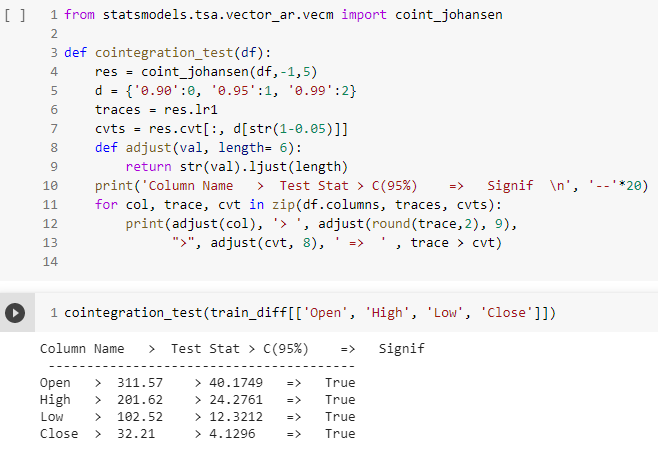 [ ] 1 from statsmodels.tsa.vector_ar.vecm import coint_johansen
2
3 def cointegration_test(df):
4     res = coint_johansen(df,-1,5)
5     d = {'0.90':0, '0.95':1, '0.99':2}
6     traces = res.lr1
7     cvts = res.cvt[:, d[str(1-0.05)]]
8     def adjust(val, length= 6):
9         return str(val).ljust(length)
10     print('Column Name   >  Test Stat > C(95%)    =>   Signif  \n', '--'*20)
11     for col, trace, cvt in zip(df.columns, traces, cvts):
12         print(adjust(col), '> ', adjust(round(trace,2), 9),
13               ">", adjust(cvt, 8), ' =>  ' , trace > cvt)
14
1 cointegration_test(train_diff[['Open', 'High', 'Low', 'Close']])
Column Name   >  Test Stat > C(95%)    =>   Signif
----------------------------------------
Open   >  311.57    > 40.1749   =>   True
High   >  201.62    > 24.2761   =>   True
Low    >  102.52    > 12.3212   =>   True
Close  >  32.21     > 4.1296    =>   True